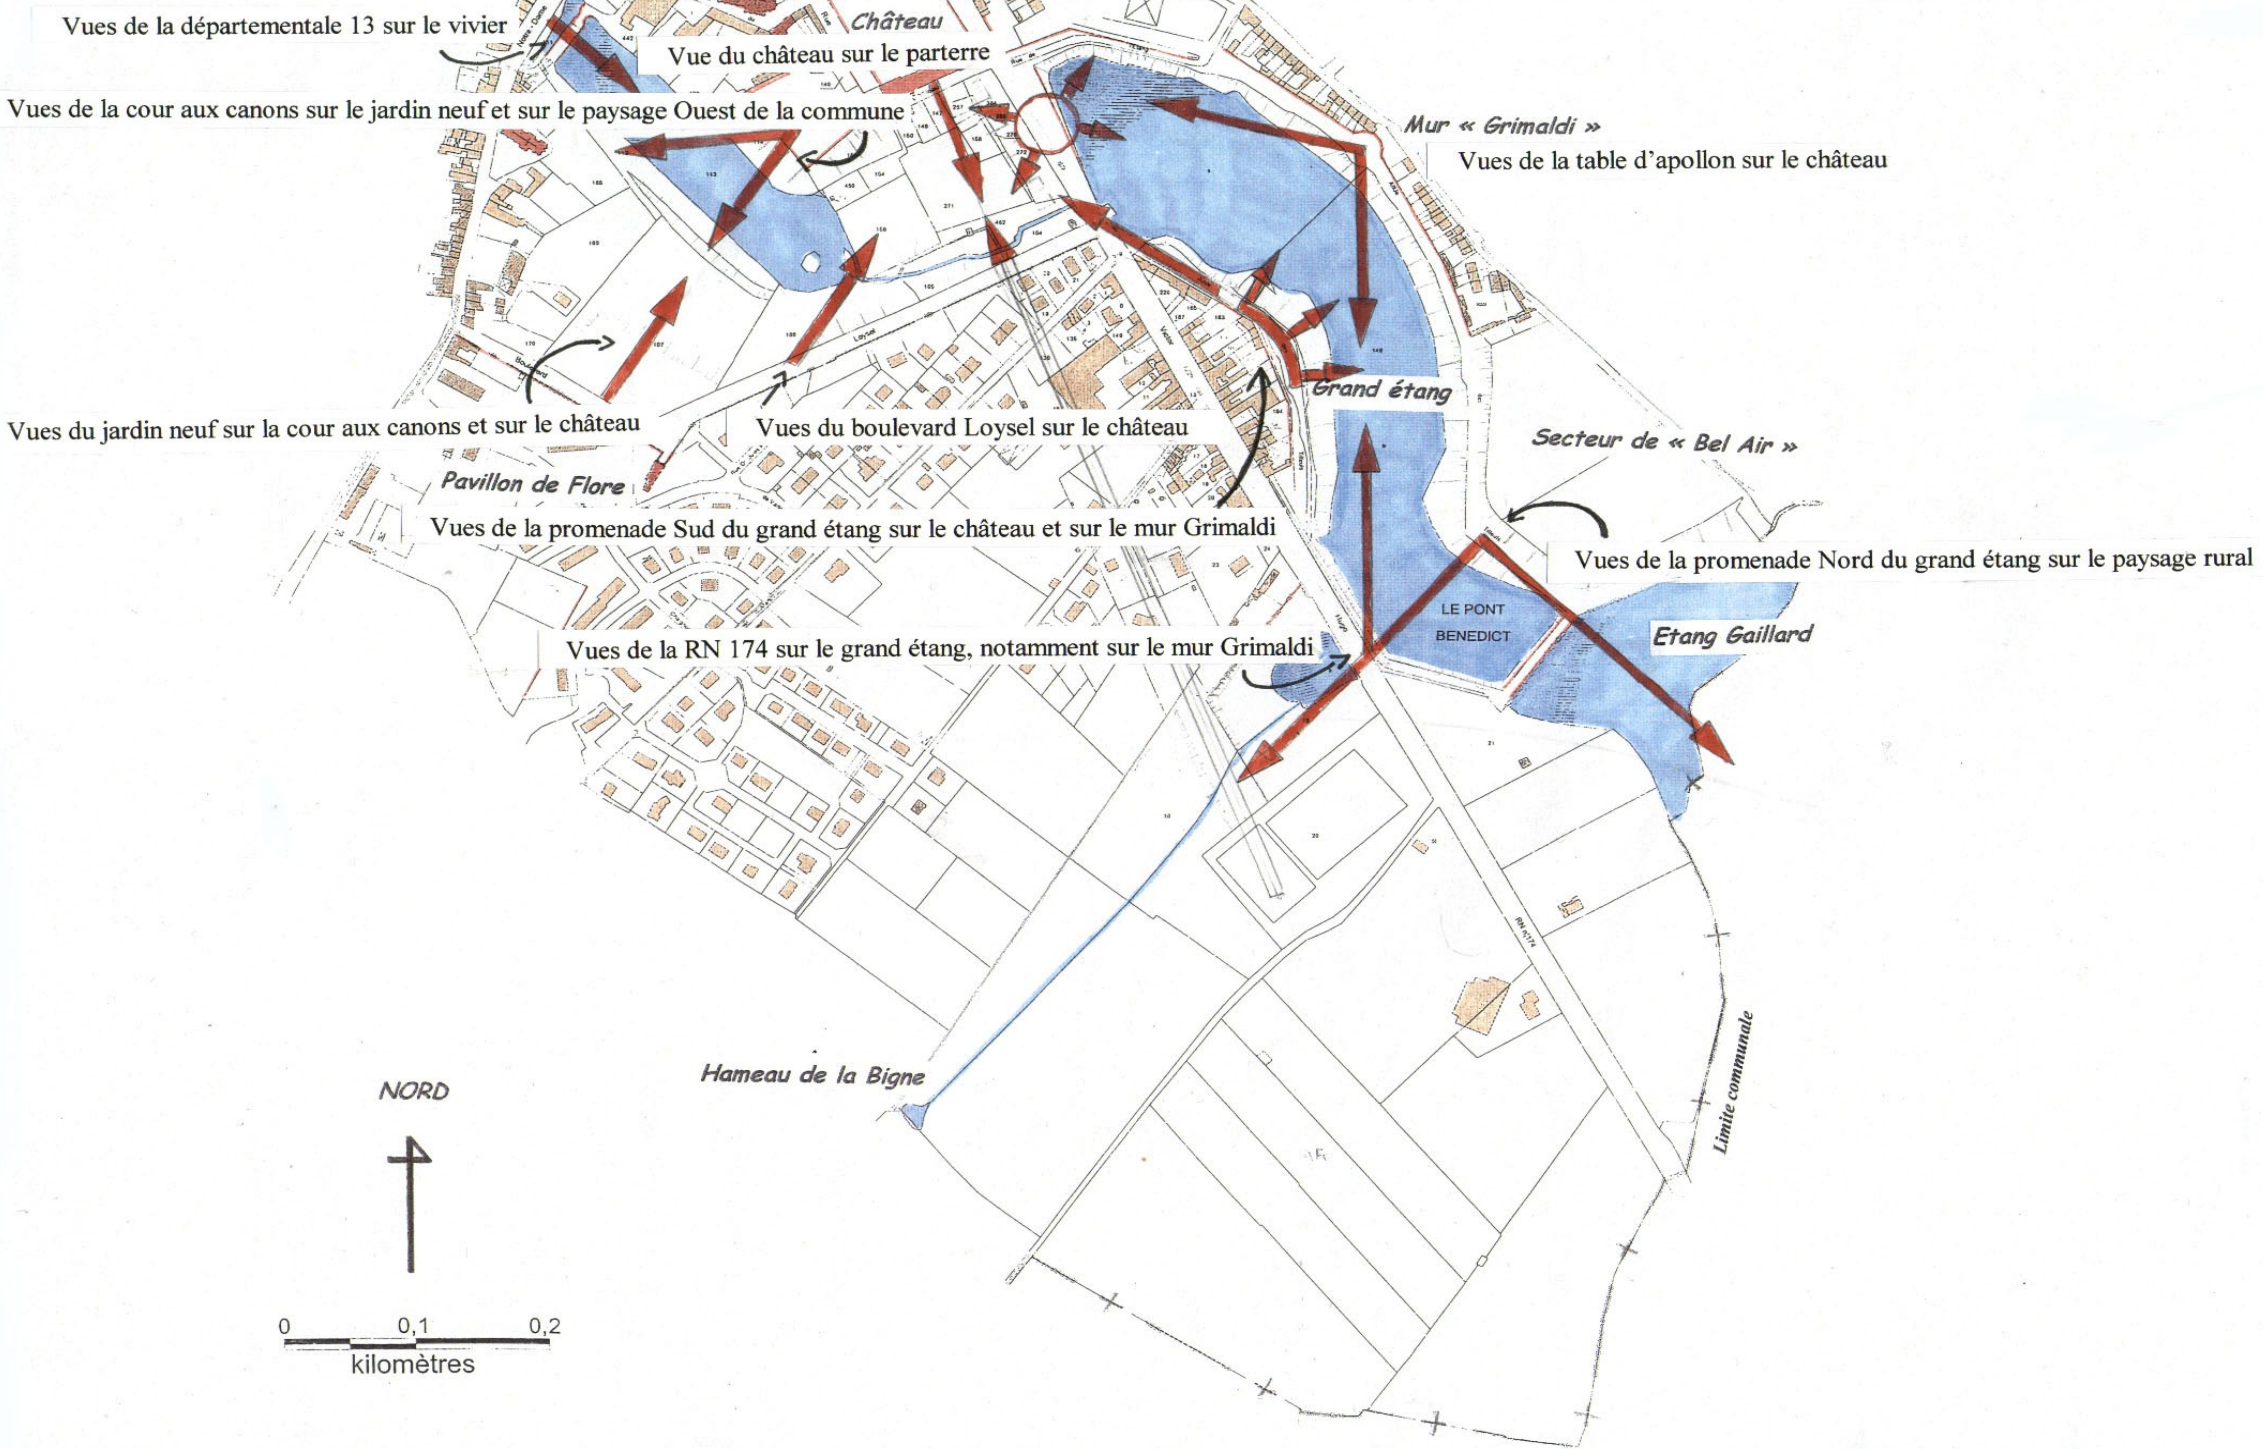 Vues de la départementale 13 sur le vivier
Château
Vue du château sur le parterre
Vues de la cour aux canons sur le jardin neuf et sur le paysage Ouest de la commune
Mur « Grimaldi »
Vues de la table d'apollon sur le château
Loysel
Victor
Boulevard
Grand étang
Vues du jardin neuf sur la cour aux canons et sur le château
Vues du boulevard Loysel sur le château
Secteur de « Bel Air »
Pavillon de Flore
Vues de la promenade Sud du grand étang sur le château et sur le mur Grimaldi
Vues de la promenade Nord du grand étang sur le paysage rural
LE PONT
BENEDICT
Hugo
Etang Gaillard
Vues de la RN 174 sur le grand étang, notamment sur le mur Grimaldi
RN n°174
Limite communale
Hameau de la Bigne
NORD
0 0,1 0,2
kilomètres